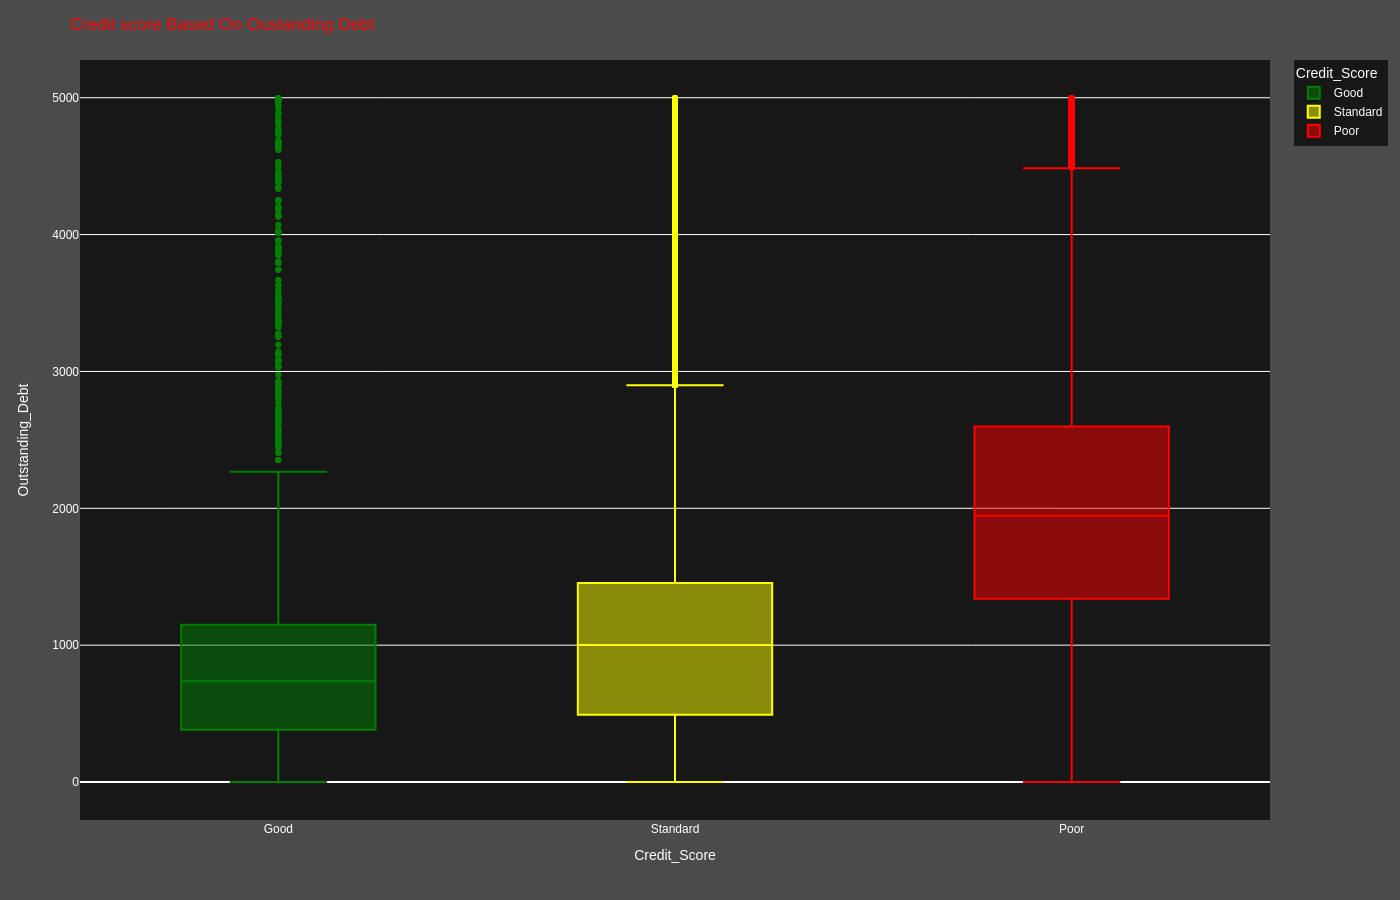 Credit score Based On Oustanding Debt
Credit_Score
Good
Standard
Poor
5000
4000
3000
2000
1000
0
Outstanding_Debt
Good
Standard
Poor
Credit_Score